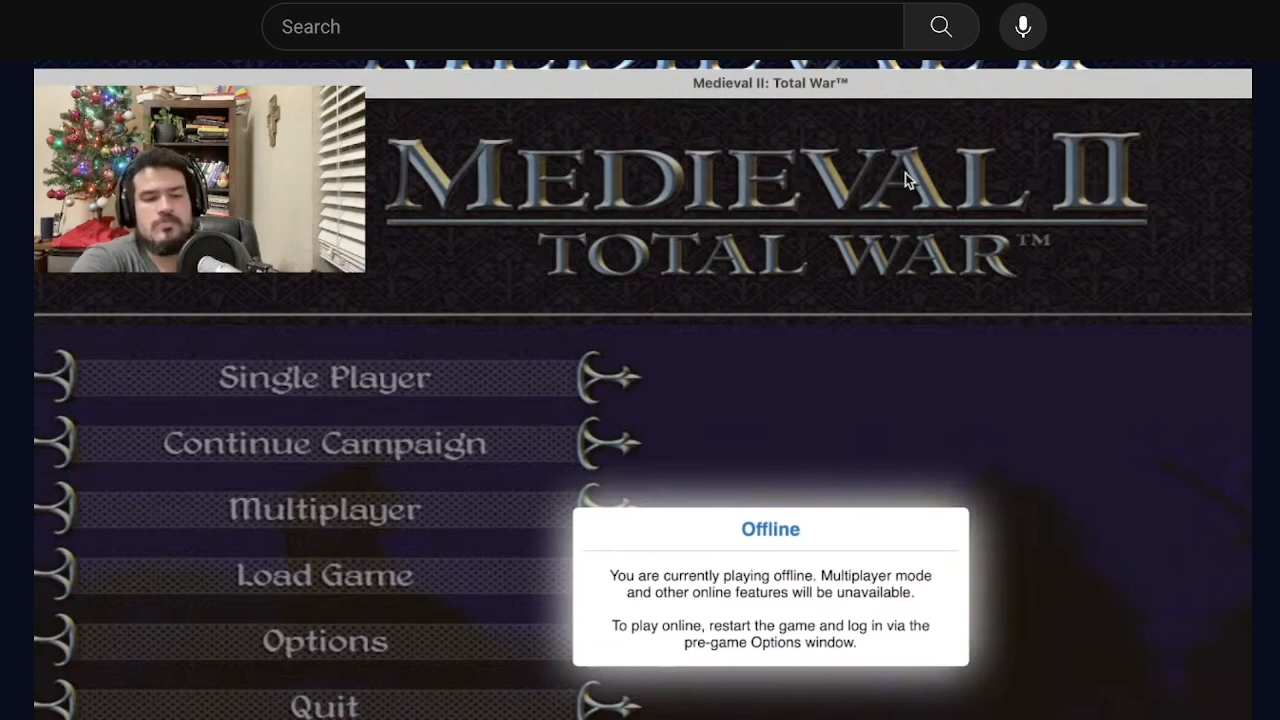 Search
Medieval II: Total War™
MEDIEVAL II
TOTAL WAR™
Single Player
Continue Campaign
Multiplayer
Load Game
Options
Quit
Offline
You are currently playing offline. Multiplayer mode
and other online features will be unavailable.
To play online, restart the game and log in via the
pre-game Options window.